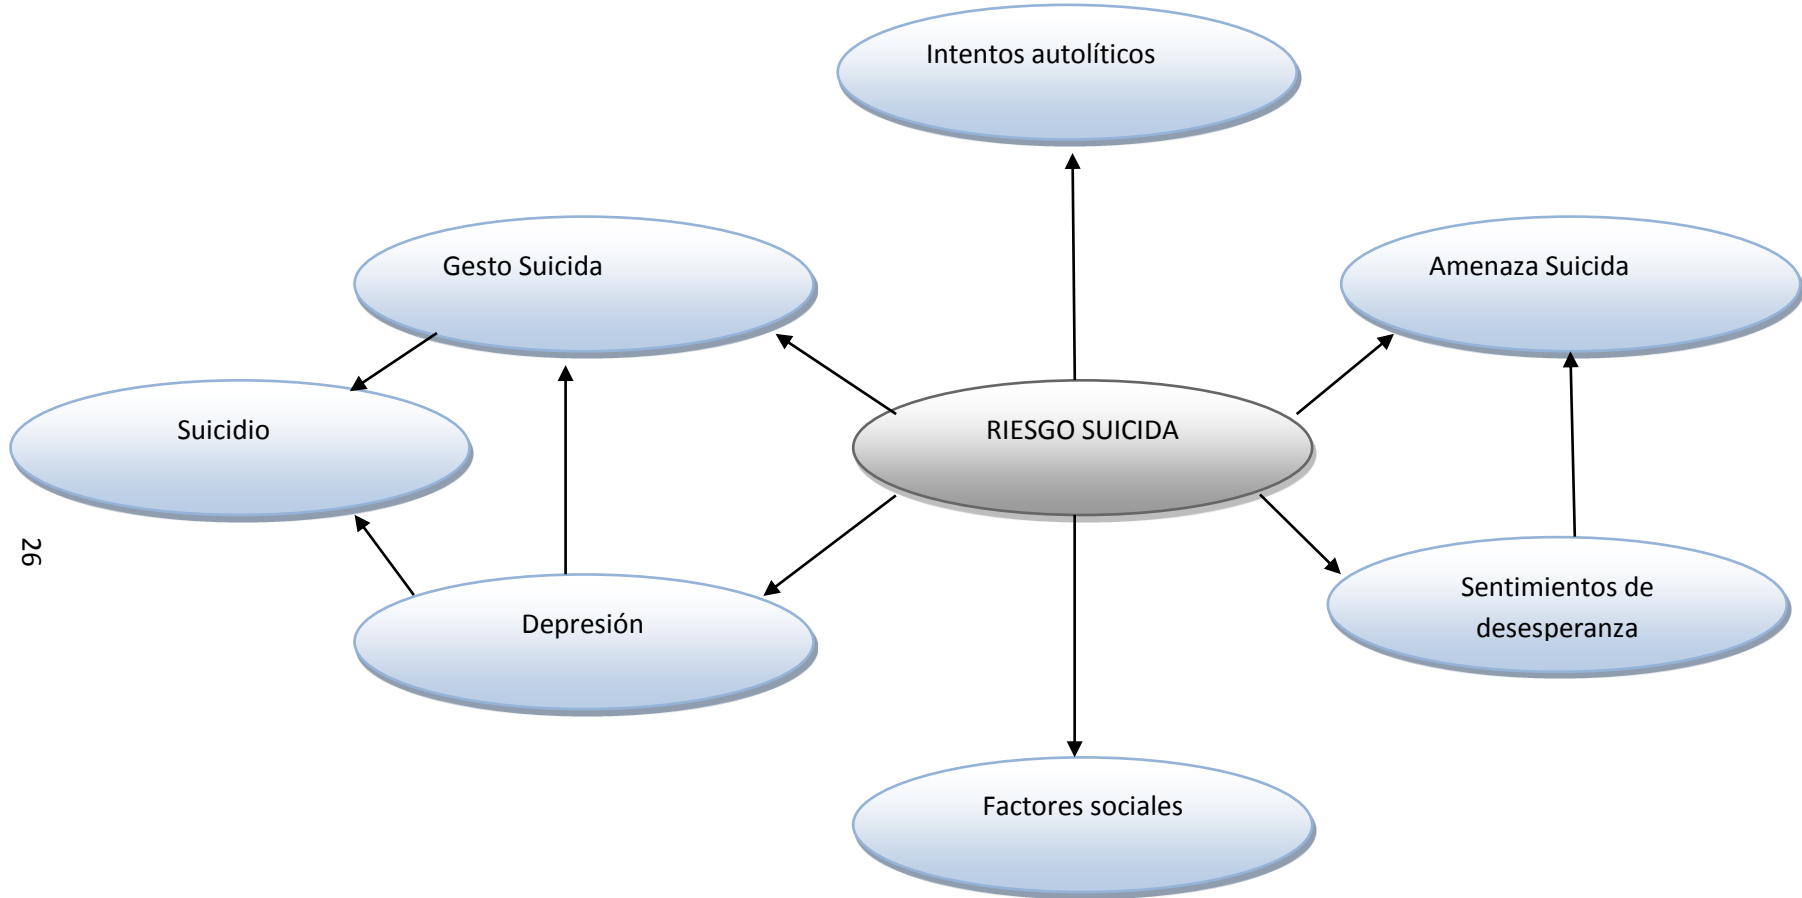 Intentos autolíticos
Gesto Suicida
Amenaza Suicida
Suicidio
RIESGO SUICIDA
Sentimientos de
desesperanza
Depresión
Factores sociales
26